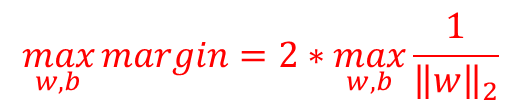 max margin = 2 * max 1/‖w‖₂
w,b w,b